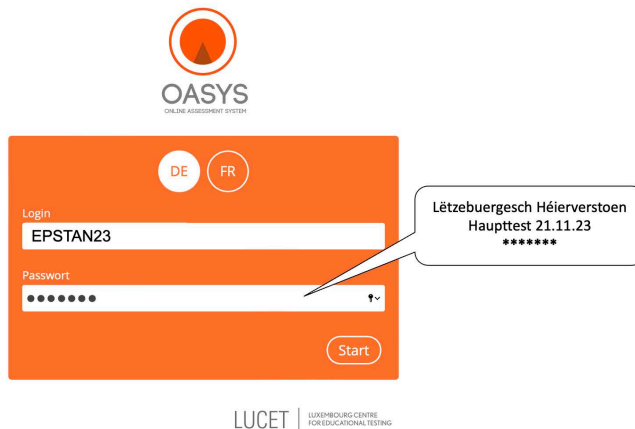 OASYS
ONLINE ASSESSMENT SYSTEM
DE FR
Login
EPSTAN23
Lëtzebuergesch Héierverstoen
Haupttest 21.11.23
*******
Passwort
●●●●●●●
Start
LUCET | LUXEMBOURG CENTRE
FOR EDUCATIONAL TESTING